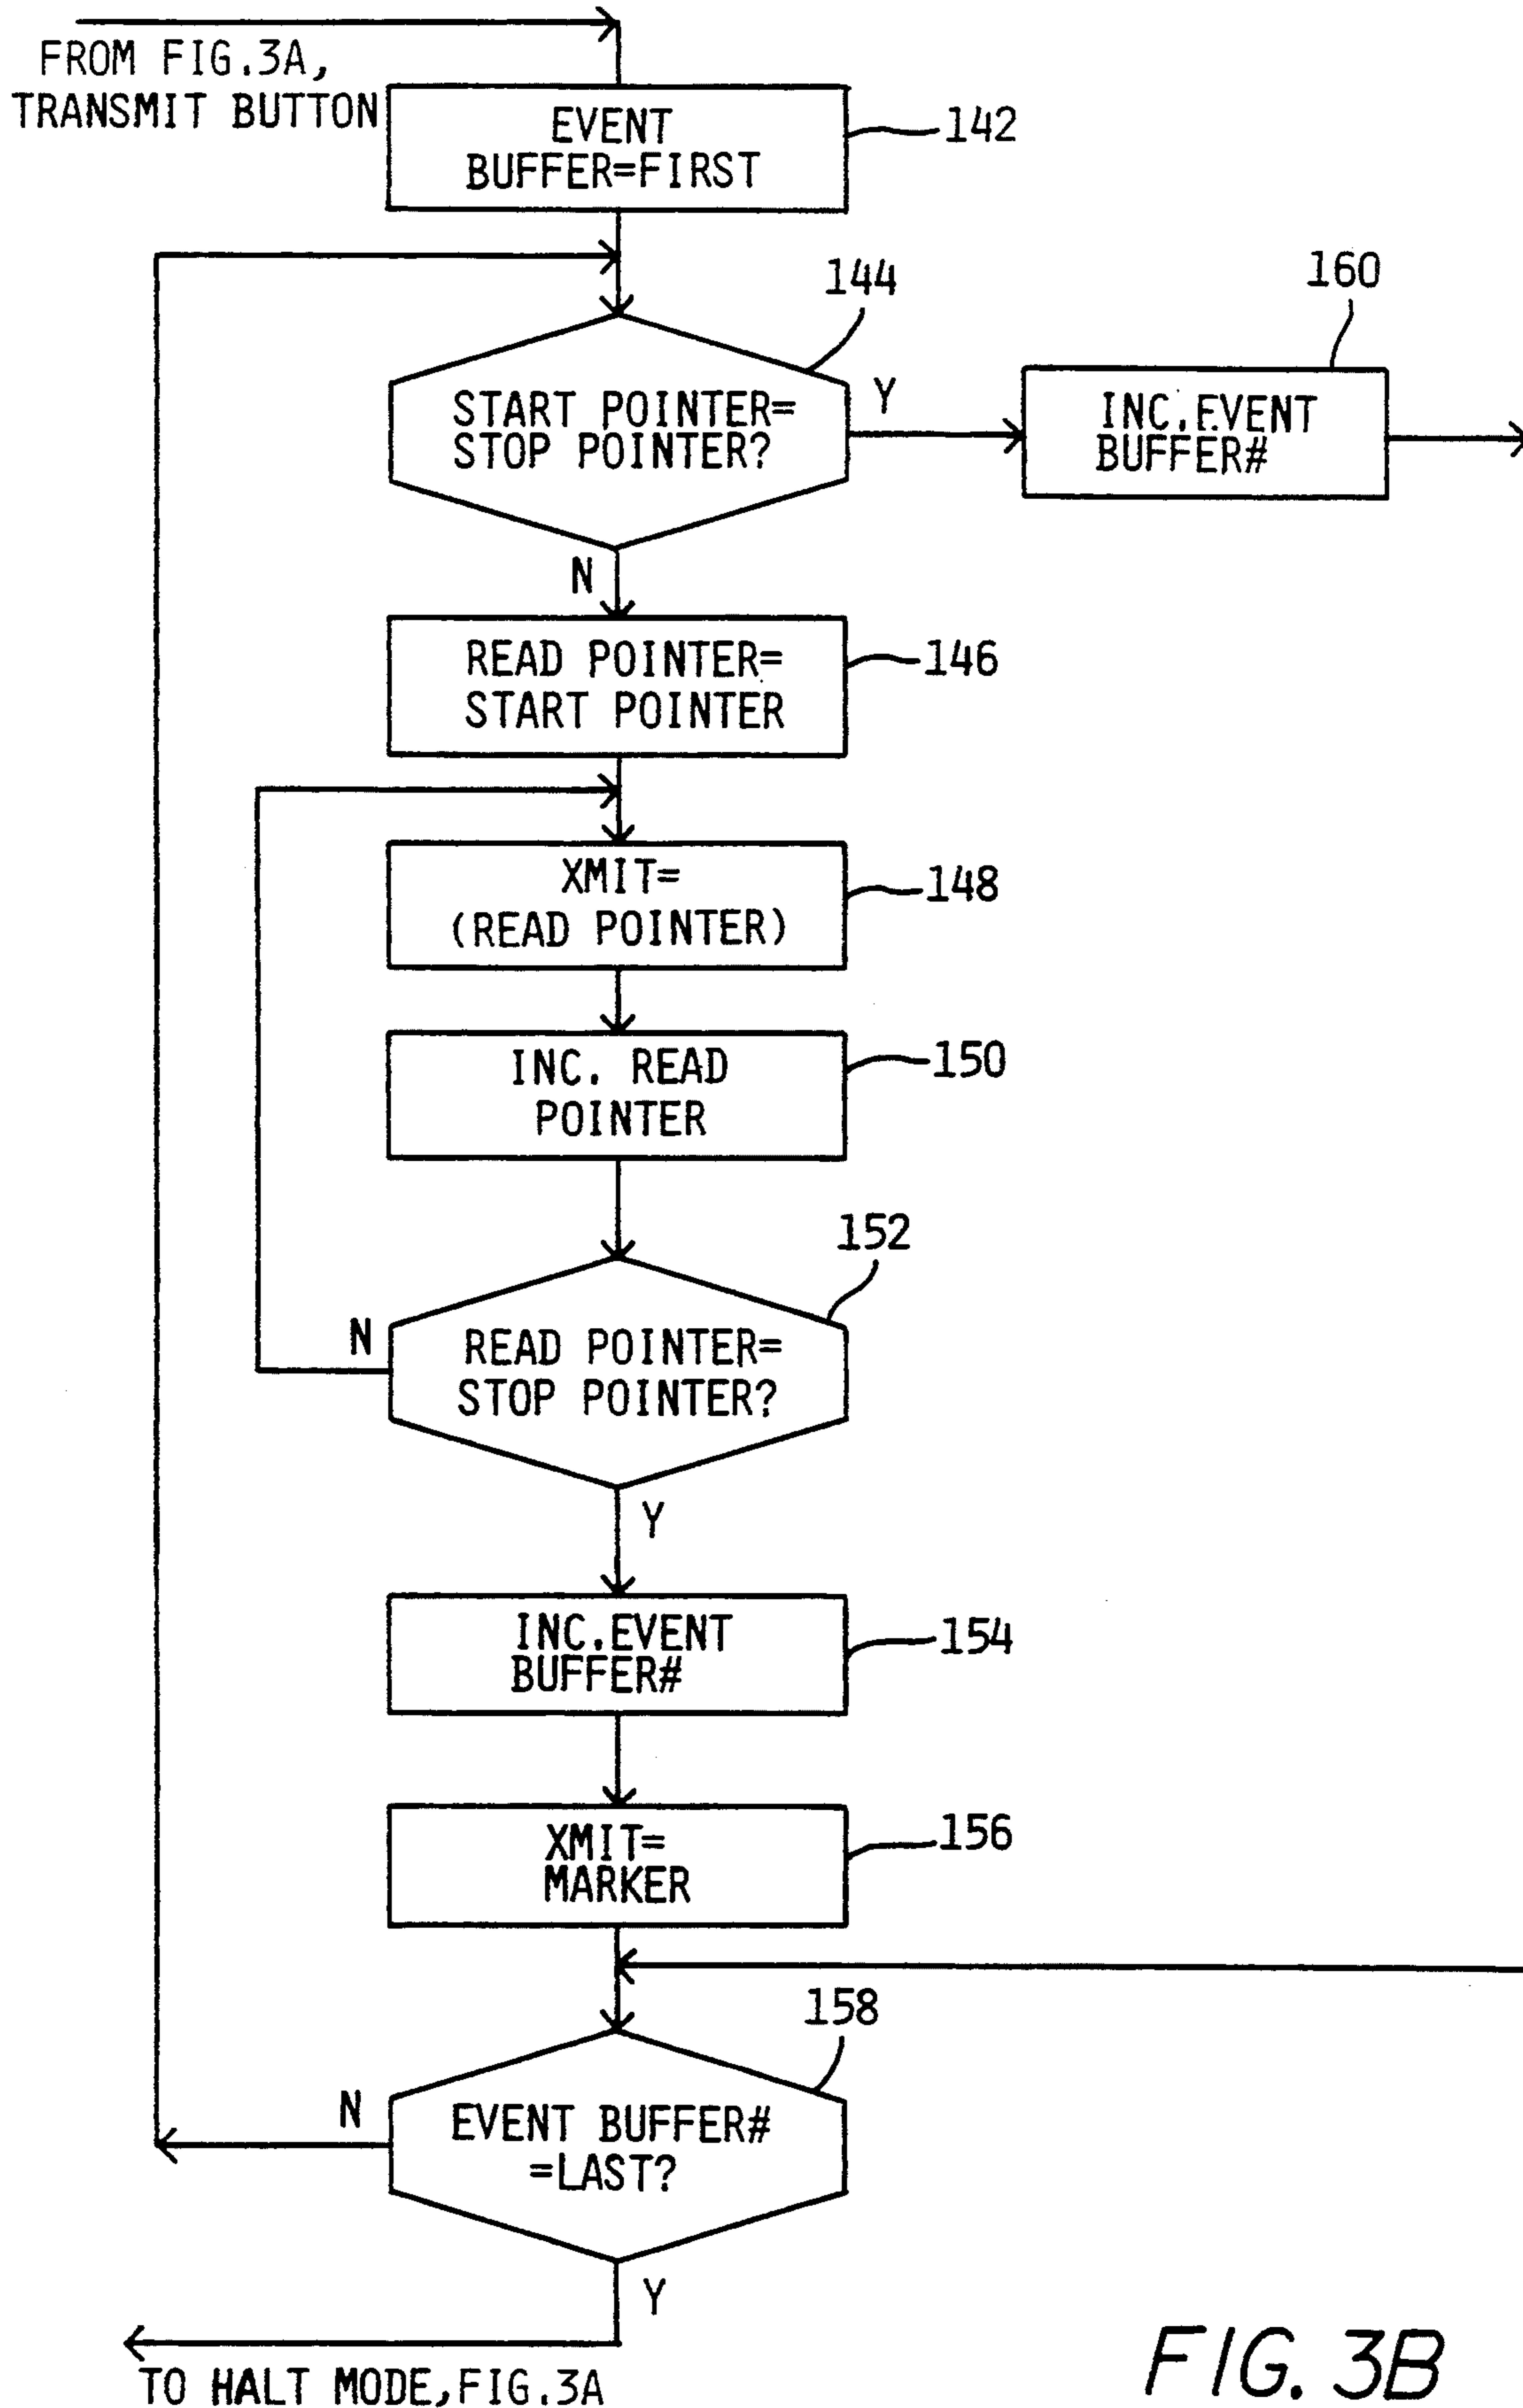 FROM FIG.3A,
TRANSMIT BUTTON
EVENT
BUFFER=FIRST
142
144
160
START POINTER=
STOP POINTER?
Y
INC.EVENT
BUFFER#
N
READ POINTER=
START POINTER
146
XMIT=
(READ POINTER)
148
INC. READ
POINTER
150
152
N
READ POINTER=
STOP POINTER?
Y
INC.EVENT
BUFFER#
154
XMIT=
MARKER
156
158
N
EVENT BUFFER#
=LAST?
Y
TO HALT MODE,FIG.3A
FIG. 3B